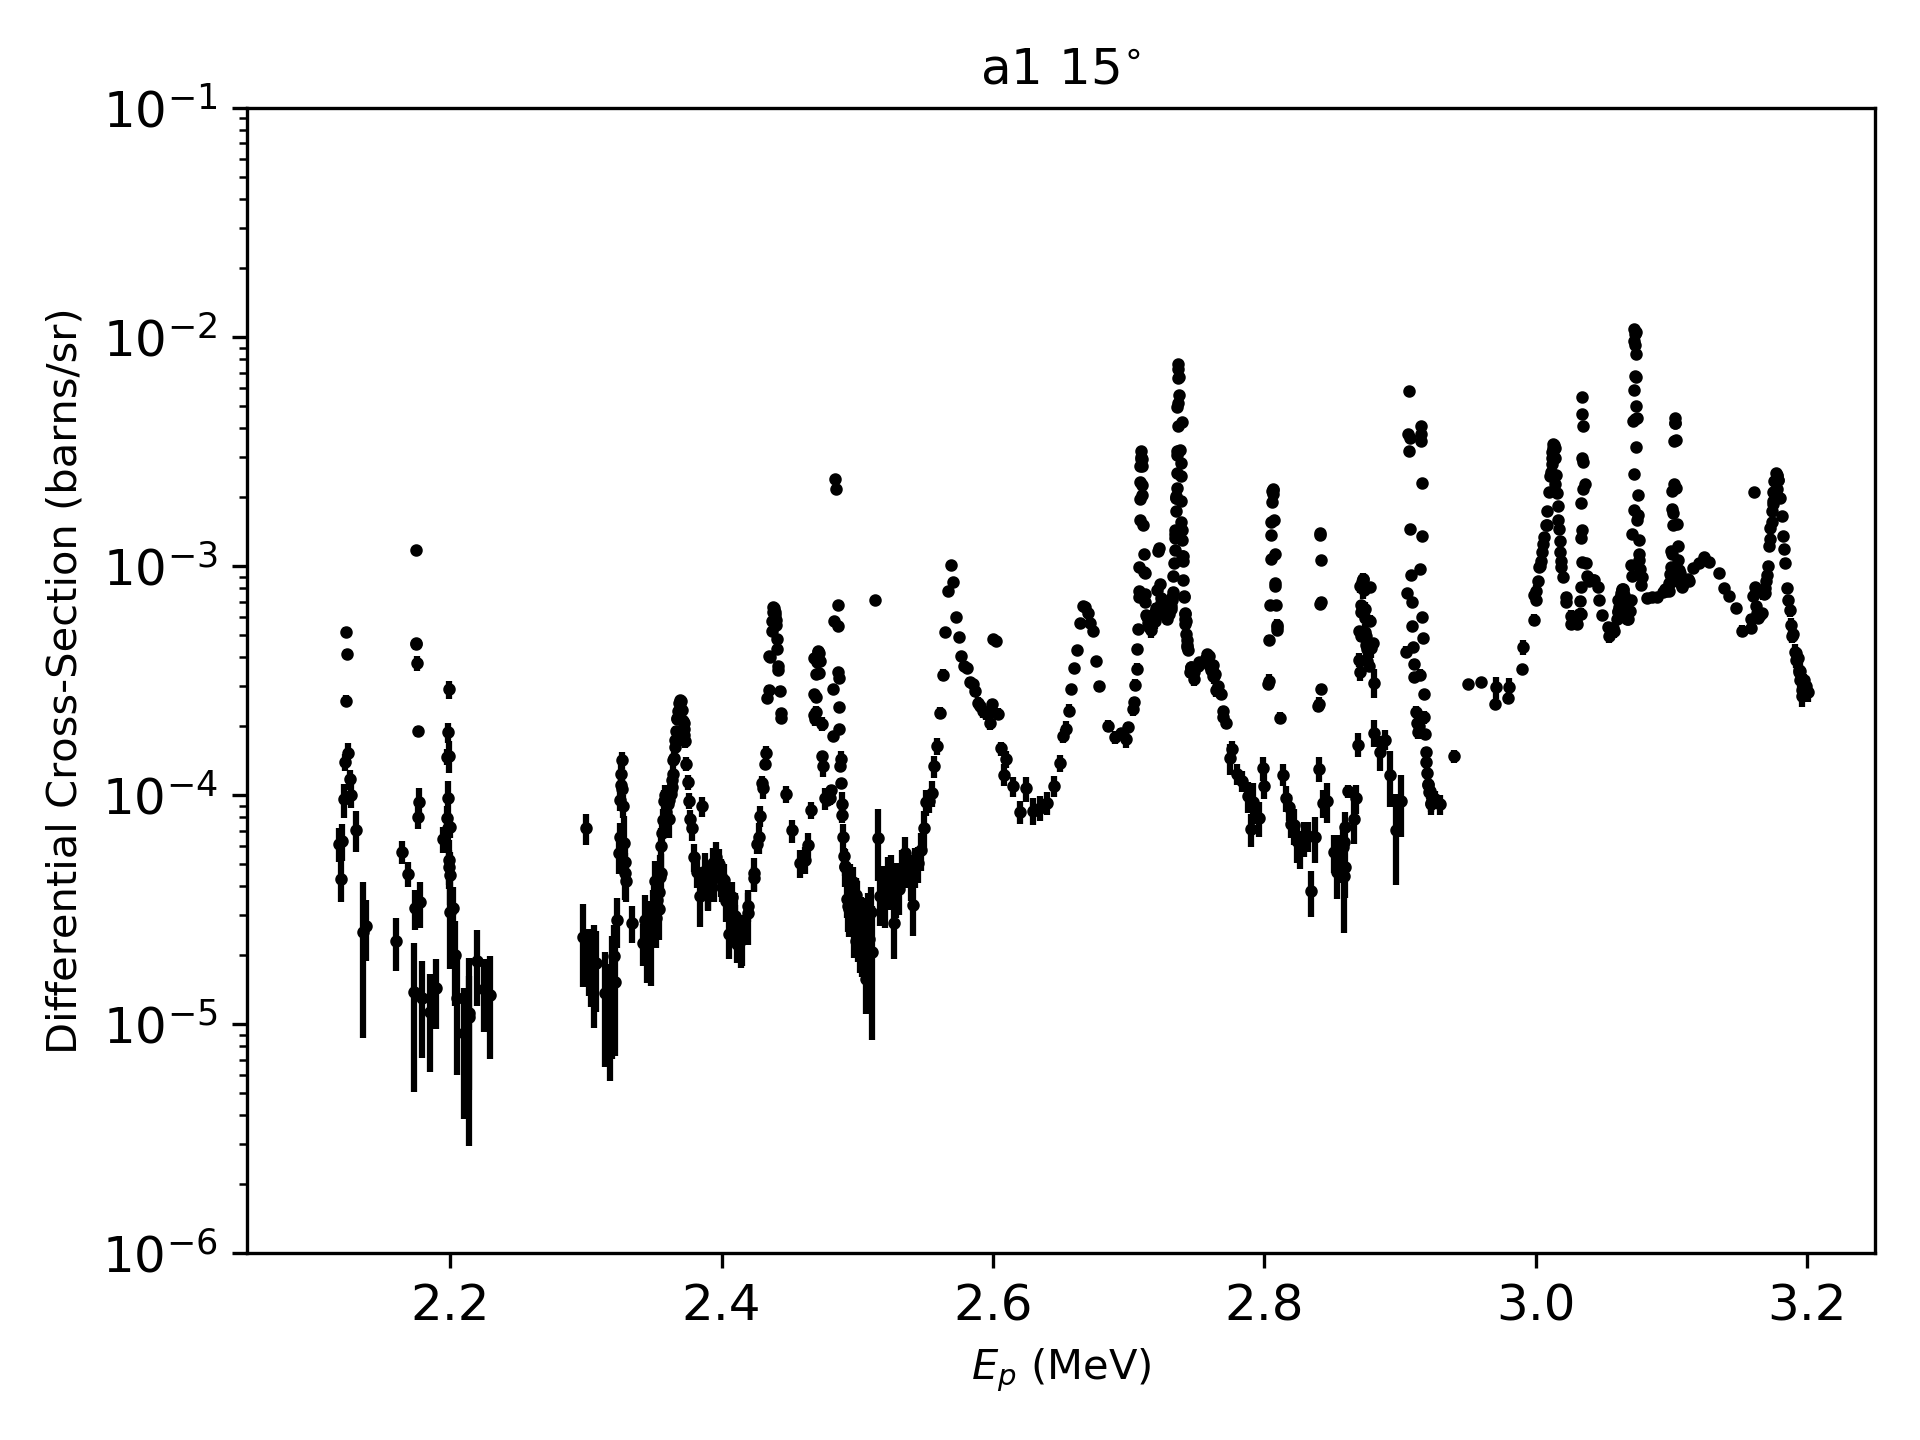 a1 15°
10⁻¹
10⁻²
10⁻³
10⁻⁴
10⁻⁵
10⁻⁶
Differential Cross-Section (barns/sr)
2.2 2.4 2.6 2.8 3.0 3.2
Eₚ (MeV)